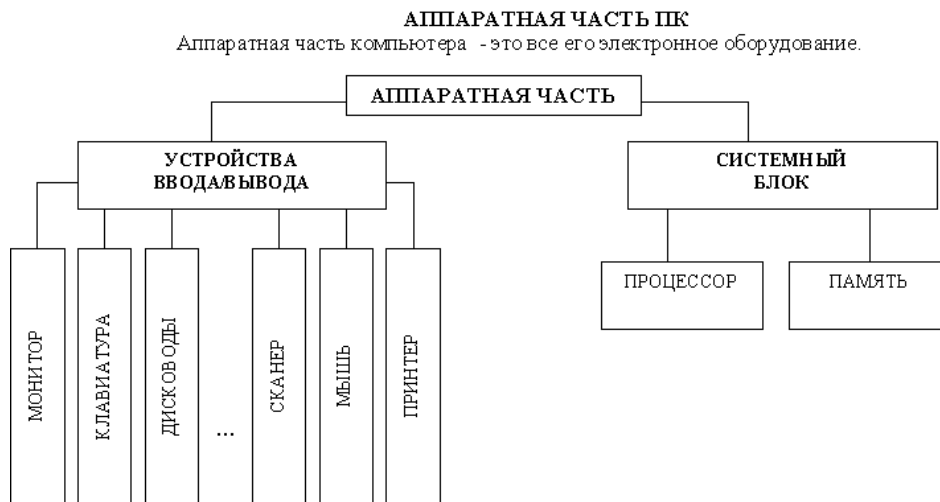 АППАРАТНАЯ ЧАСТЬ ПК
Аппаратная часть компьютера - это все его электронное оборудование.
АППАРАТНАЯ ЧАСТЬ
УСТРОЙСТВА
ВВОДА/ВЫВОДА
СИСТЕМНЫЙ
БЛОК
МОНИТОР
КЛАВИАТУРА
ДИСКОВОДЫ
...
СКАНЕР
МЫШЬ
ПРИНТЕР
ПРОЦЕССОР
ПАМЯТЬ